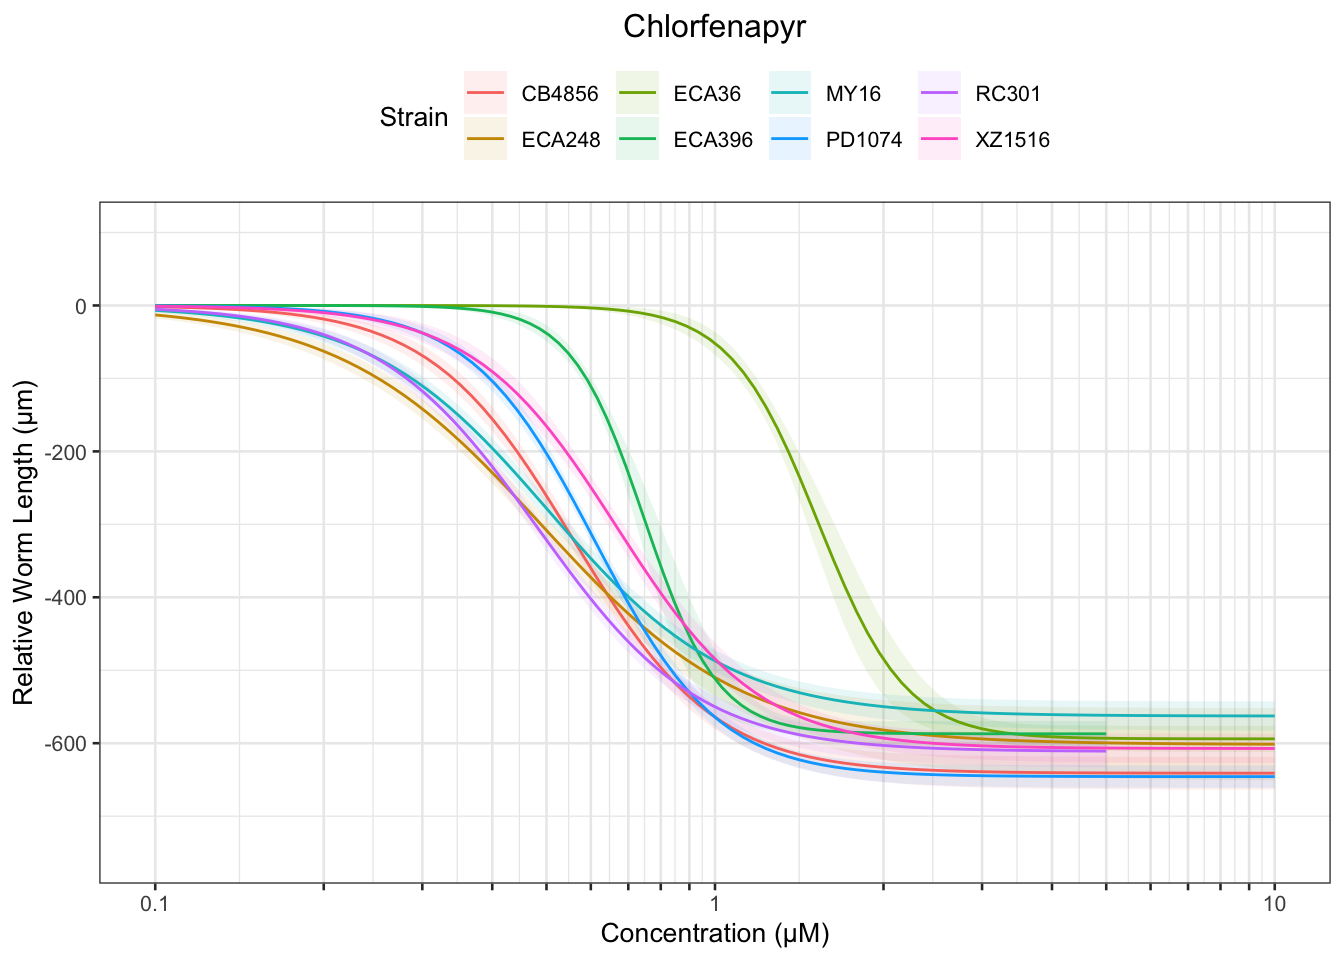 Chlorfenapyr
Strain
CB4856 ECA36 MY16 RC301
ECA248 ECA396 PD1074 XZ1516
Relative Worm Length (µm)
0
-200
-400
-600
0.1 1 10
Concentration (µM)